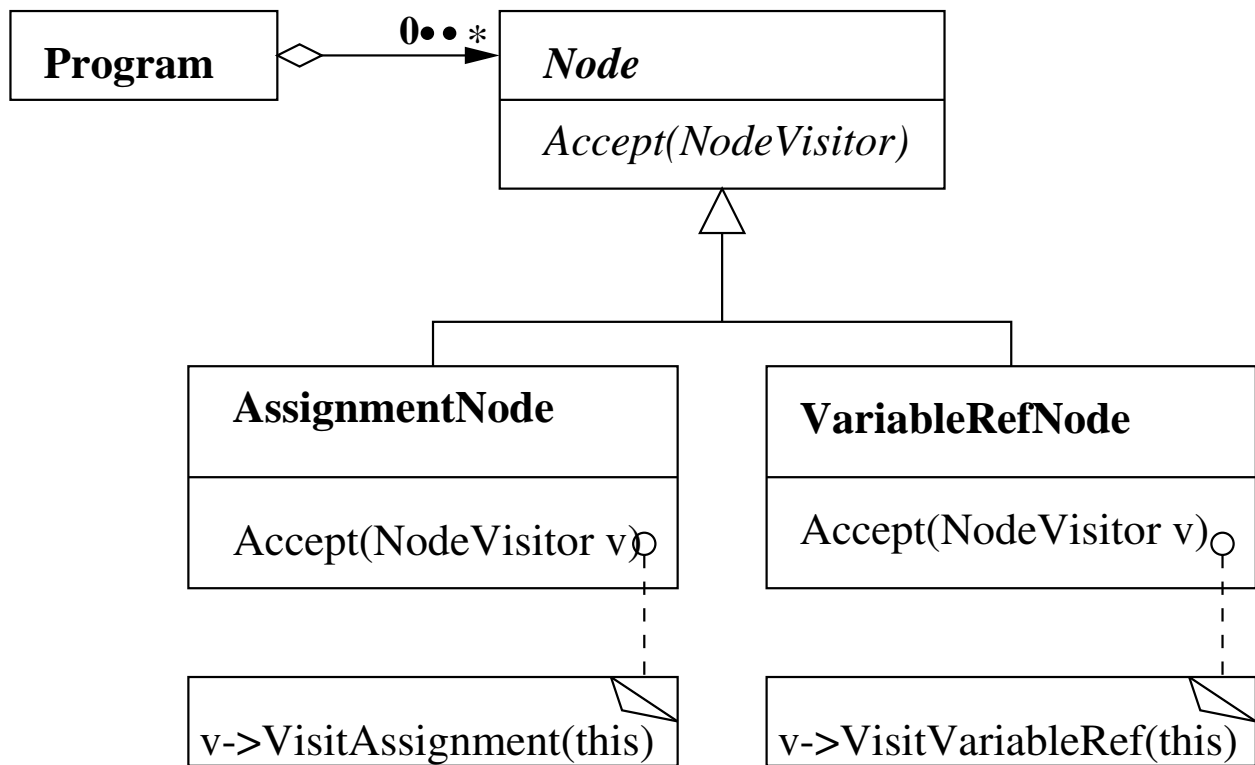 Program
0••*
Node
Accept(NodeVisitor)
AssignmentNode
VariableRefNode
Accept(NodeVisitor v)
Accept(NodeVisitor v)
v->VisitAssignment(this)
v->VisitVariableRef(this)